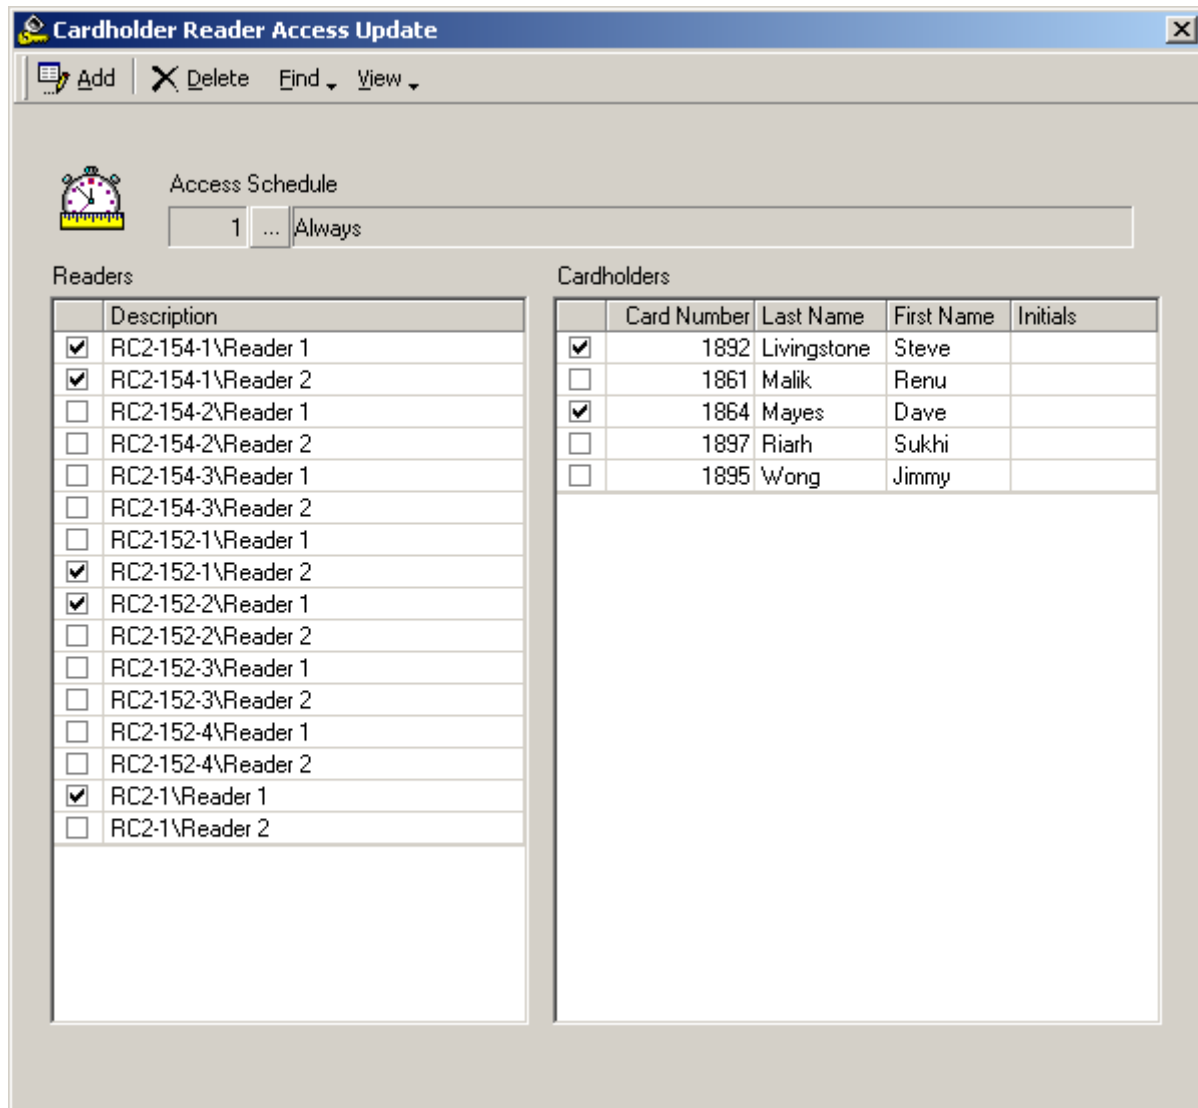 Cardholder Reader Access Update
Add Delete Find View
Access Schedule
1 ... Always
Readers
Description
RC2-154-1\Reader 1
RC2-154-1\Reader 2
RC2-154-2\Reader 1
RC2-154-2\Reader 2
RC2-154-3\Reader 1
RC2-154-3\Reader 2
RC2-152-1\Reader 1
RC2-152-1\Reader 2
RC2-152-2\Reader 1
RC2-152-2\Reader 2
RC2-152-3\Reader 1
RC2-152-3\Reader 2
RC2-152-4\Reader 1
RC2-152-4\Reader 2
RC2-1\Reader 1
RC2-1\Reader 2
Cardholders
Card Number Last Name First Name Initials
1892 Livingstone Steve
1861 Malik Renu
1864 Mayes Dave
1897 Riarh Sukhi
1895 Wong Jimmy